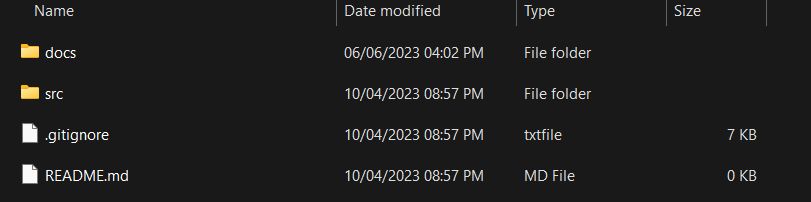 Name Date modified Type Size
docs 06/06/2023 04:02 PM File folder
src 10/04/2023 08:57 PM File folder
.gitignore 10/04/2023 08:57 PM txtfile 7 KB
README.md 10/04/2023 08:57 PM MD File 0 KB